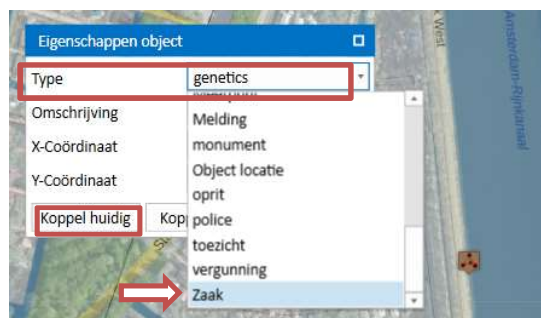 Eigenschappen object
Type
genetics
Omschrijving
X-Coördinaat
Y-Coördinaat
Koppel huidig
Melding
monument
Object locatie
oprit
police
toezicht
vergunning
Zaak
West
Amsterdam-Rijnkanaal